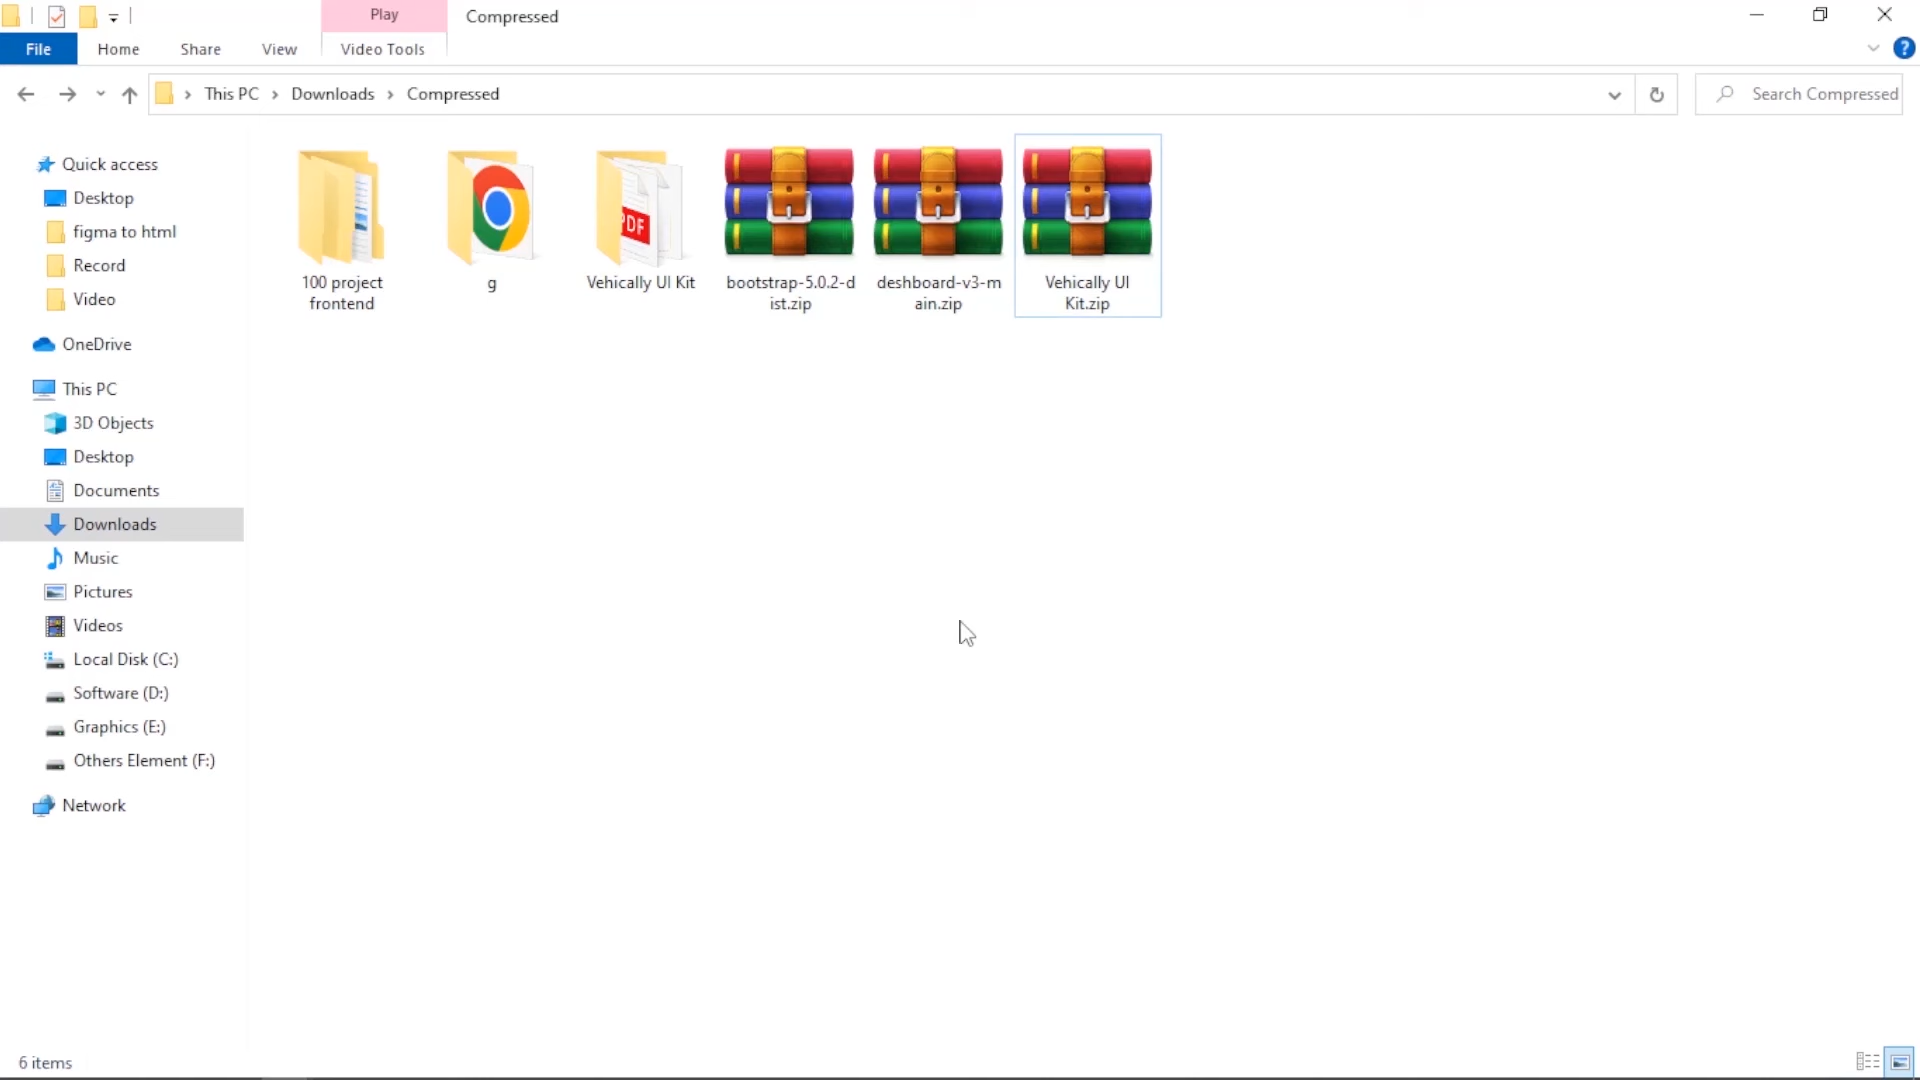 Play
Compressed
File
Home
Share
View
Video Tools
?
This PC
Downloads
Compressed
Search Compressed
Quick access
Desktop
figma to html
Record
Video
OneDrive
This PC
3D Objects
Desktop
Documents
Downloads
Music
Pictures
Videos
Local Disk (C:)
Software (D:)
Graphics (E:)
Others Element (F:)
Network
100 project
frontend
g
PDF
Vehically UI Kit
bootstrap-5.0.2-d
ist.zip
deshboard-v3-m
ain.zip
Vehically UI
Kit.zip
6 items